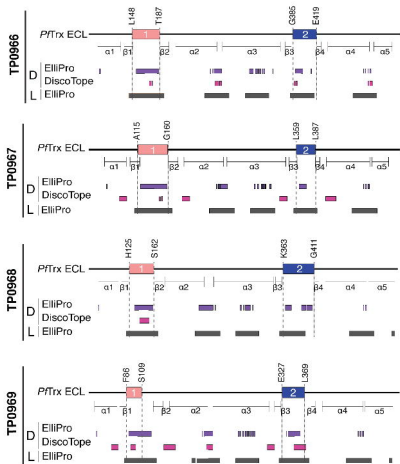 TP0966
L148 T187 G385 E419
PfTrx ECL 1 2
α1 β1 β2 α2 α3 β3 β4 α4 α5
D ElliPro
DiscoTope
L ElliPro
TP0967
A115 G160 L359 L387
PfTrx ECL 1 2
α1 β1 β2 α2 α3 β3 β4 α4 α5
D ElliPro
DiscoTope
L ElliPro
TP0968
H125 S162 K363 G411
PfTrx ECL 1 2
α1 β1 β2 α2 α3 β3 β4 α4 α5
D ElliPro
DiscoTope
L ElliPro
TP0969
F86 S109 E327 L369
PfTrx ECL 1 2
α1 β1 β2 α2 α3 β3 β4 α4 α5
D ElliPro
DiscoTope
L ElliPro